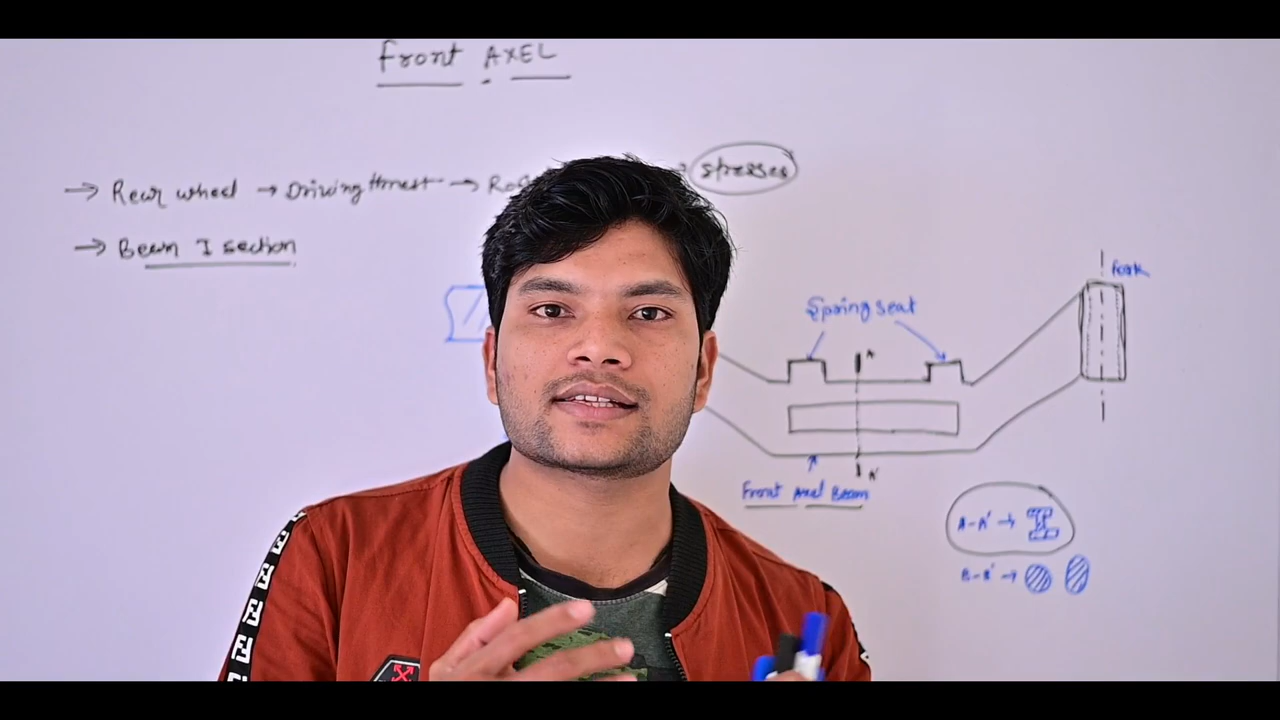 Front AXEL
→ Rear wheel → Driving thrust → Ro
stresses
→ Beam I section
Fork
Spring seat
A
A'
Front Axel Beam
A-A' →
B-B' →